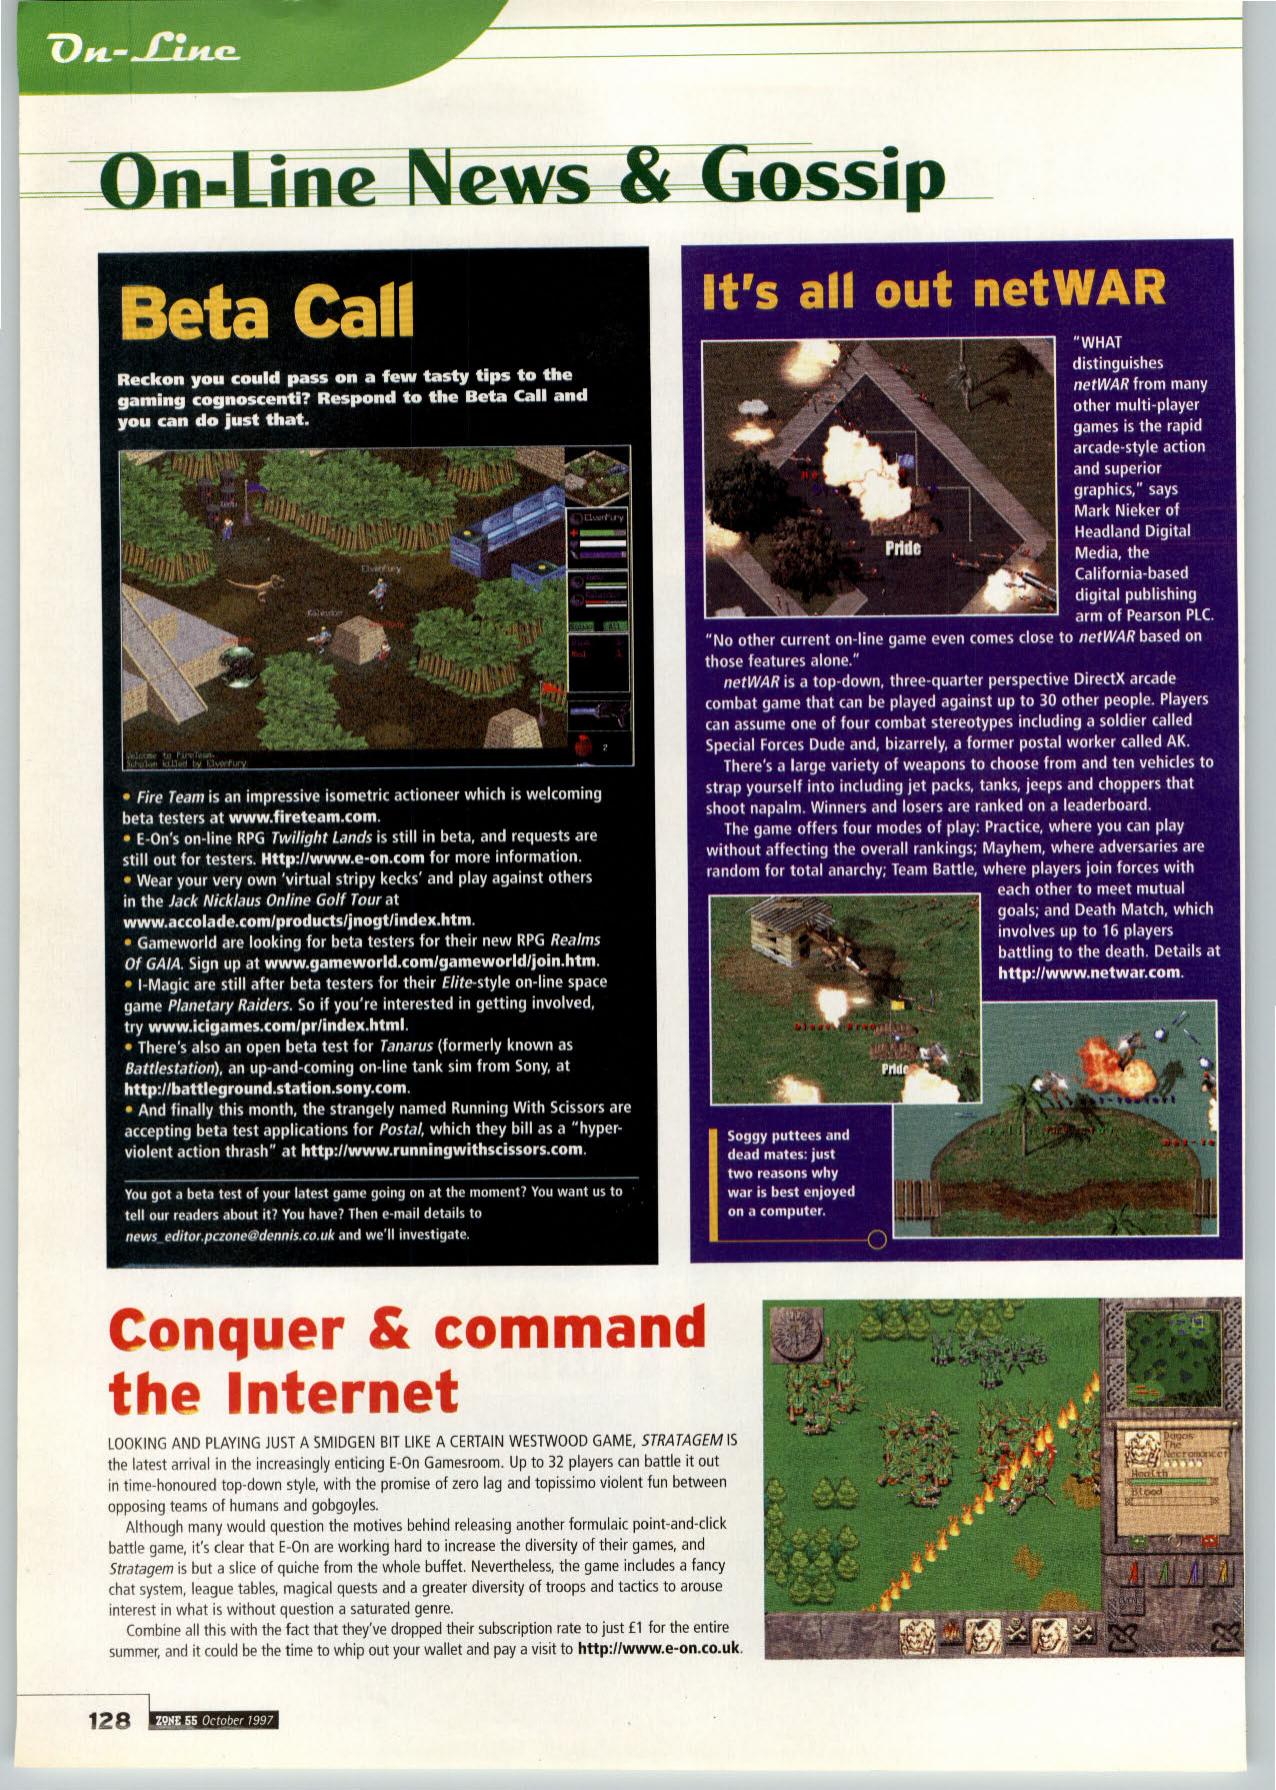 On-Line
On-Line News & Gossip
Beta Call
Reckon you could pass on a few tasty tips to the
gaming cognoscenti? Respond to the Beta Call and
you can do just that.
ElvenFury
ElvenFury
Welcome to FireTeam.
killed by ElvenFury
2
• Fire Team is an impressive isometric actioneer which is welcoming
beta testers at www.fireteam.com.
• E-On's on-line RPG Twilight Lands is still in beta, and requests are
still out for testers. Http://www.e-on.com for more information.
• Wear your very own 'virtual stripy kecks' and play against others
in the Jack Nicklaus Online Golf Tour at
www.accolade.com/products/jnogt/index.htm.
• Gameworld are looking for beta testers for their new RPG Realms
Of GAIA. Sign up at www.gameworld.com/gameworld/join.htm.
• I-Magic are still after beta testers for their Elite-style on-line space
game Planetary Raiders. So if you're interested in getting involved,
try www.icigames.com/pr/index.html.
• There's also an open beta test for Tanarus (formerly known as
Battlestation), an up-and-coming on-line tank sim from Sony, at
http://battleground.station.sony.com.
• And finally this month, the strangely named Running With Scissors are
accepting beta test applications for Postal, which they bill as a "hyper-
violent action thrash" at http://www.runningwithscissors.com.
You got a beta test of your latest game going on at the moment? You want us to
tell our readers about it? You have? Then e-mail details to
news_editor.pczone@dennis.co.uk and we'll investigate.
It's all out netWAR
Pride
"WHAT
distinguishes
netWAR from many
other multi-player
games is the rapid
arcade-style action
and superior
graphics," says
Mark Nieker of
Headland Digital
Media, the
California-based
digital publishing
arm of Pearson PLC.
"No other current on-line game even comes close to netWAR based on
those features alone."
netWAR is a top-down, three-quarter perspective DirectX arcade
combat game that can be played against up to 30 other people. Players
can assume one of four combat stereotypes including a soldier called
Special Forces Dude and, bizarrely, a former postal worker called AK.
There's a large variety of weapons to choose from and ten vehicles to
strap yourself into including jet packs, tanks, jeeps and choppers that
shoot napalm. Winners and losers are ranked on a leaderboard.
The game offers four modes of play: Practice, where you can play
without affecting the overall rankings; Mayhem, where adversaries are
random for total anarchy; Team Battle, where players join forces with
each other to meet mutual
goals; and Death Match, which
involves up to 16 players
battling to the death. Details at
http://www.netwar.com.
Pride
Soggy puttees and
dead mates: just
two reasons why
war is best enjoyed
on a computer.
Conquer & command
the Internet
LOOKING AND PLAYING JUST A SMIDGEN BIT LIKE A CERTAIN WESTWOOD GAME, STRATAGEM IS
the latest arrival in the increasingly enticing E-On Gamesroom. Up to 32 players can battle it out
in time-honoured top-down style, with the promise of zero lag and topissimo violent fun between
opposing teams of humans and gobgoyles.
Although many would question the motives behind releasing another formulaic point-and-click
battle game, it's clear that E-On are working hard to increase the diversity of their games, and
Stratagem is but a slice of quiche from the whole buffet. Nevertheless, the game includes a fancy
chat system, league tables, magical quests and a greater diversity of troops and tactics to arouse
interest in what is without question a saturated genre.
Combine all this with the fact that they've dropped their subscription rate to just £1 for the entire
summer, and it could be the time to whip out your wallet and pay a visit to http://www.e-on.co.uk.
The
Necromancer
Health
Blood
128 ZONE 55 October 1997